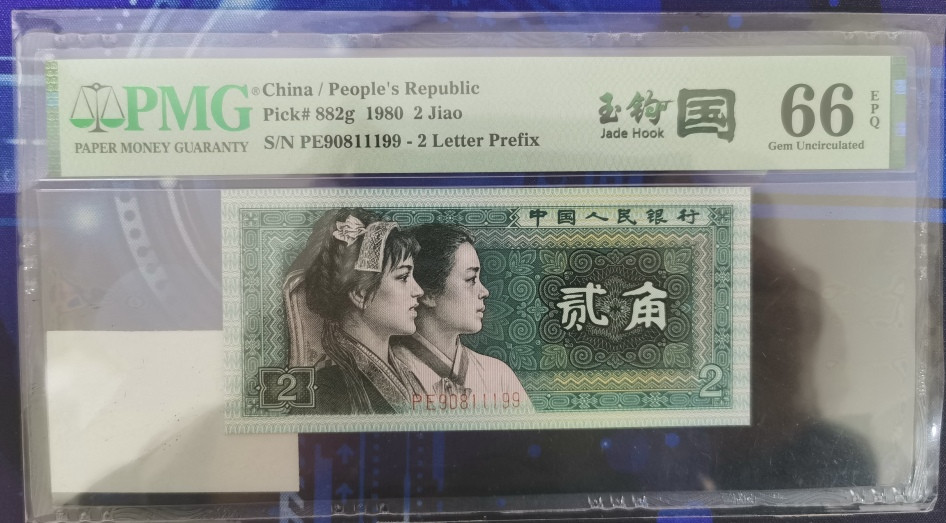 PMG®
PAPER MONEY GUARANTY
China / People's Republic
Pick# 882g 1980 2 Jiao
S/N PE90811199 - 2 Letter Prefix
玉钩国
Jade Hook
66 EPQ
Gem Uncirculated
中国人民银行
贰角
2
2
PE90811199